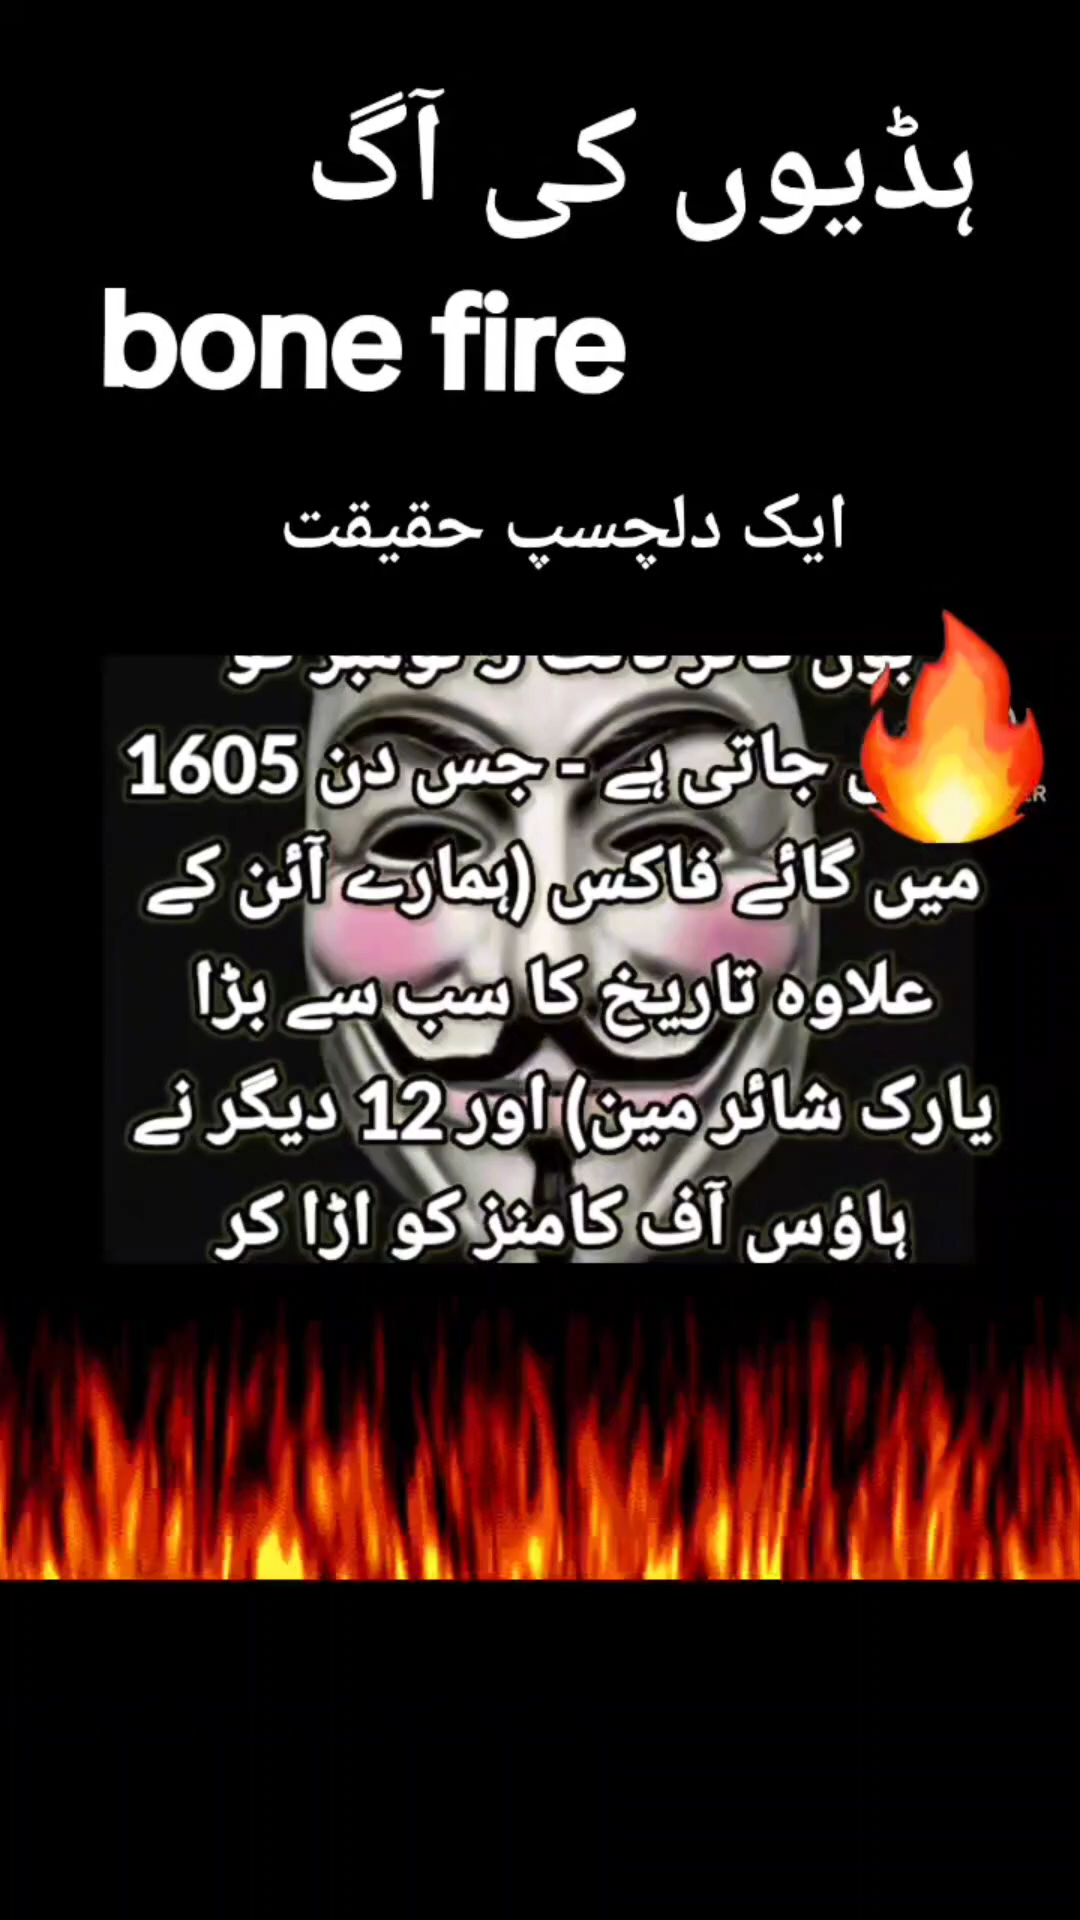 ہڈیوں کی آگ
bone fire
ایک دلچسپ حقیقت
جاتی ہے - جس دن 1605
میں گائے فاکس (ہمارے آئن کے
علاوہ تاریخ کا سب سے بڑا
یارک شائر مین) اور 12 دیگر نے
ہاؤس آف کامنز کو اڑا کر